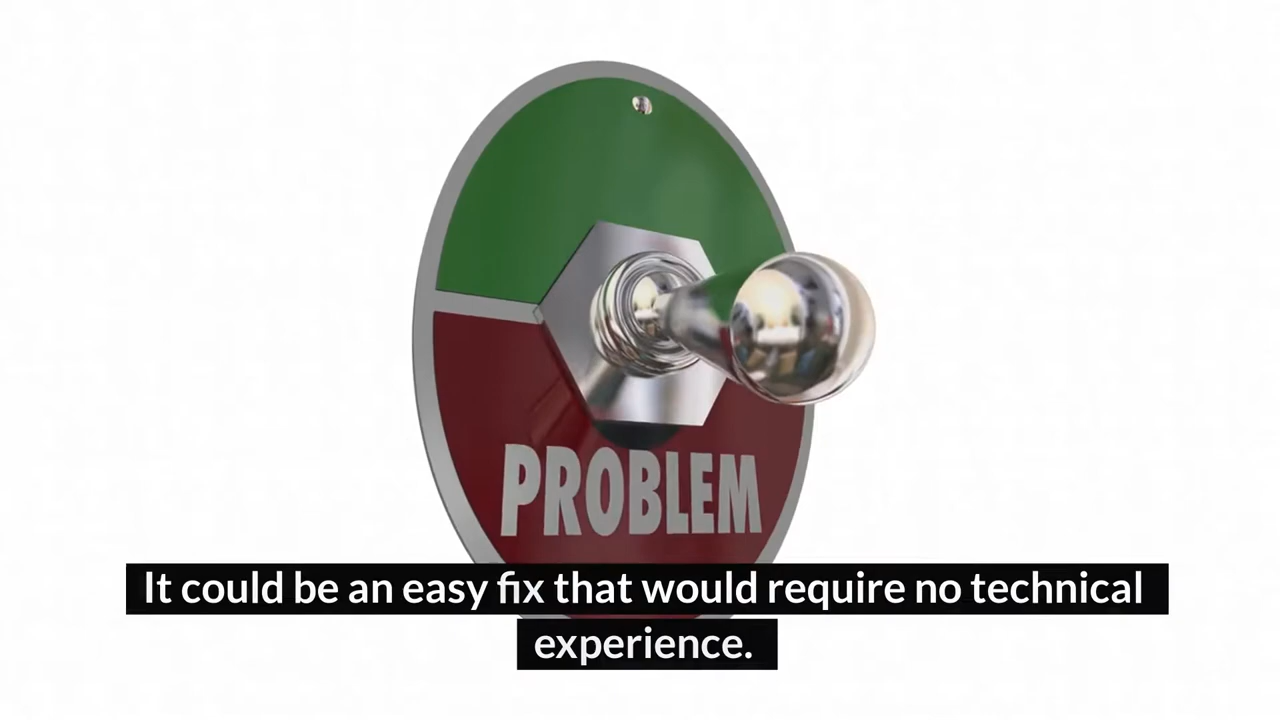 PROBLEM
It could be an easy fix that would require no technical
experience.